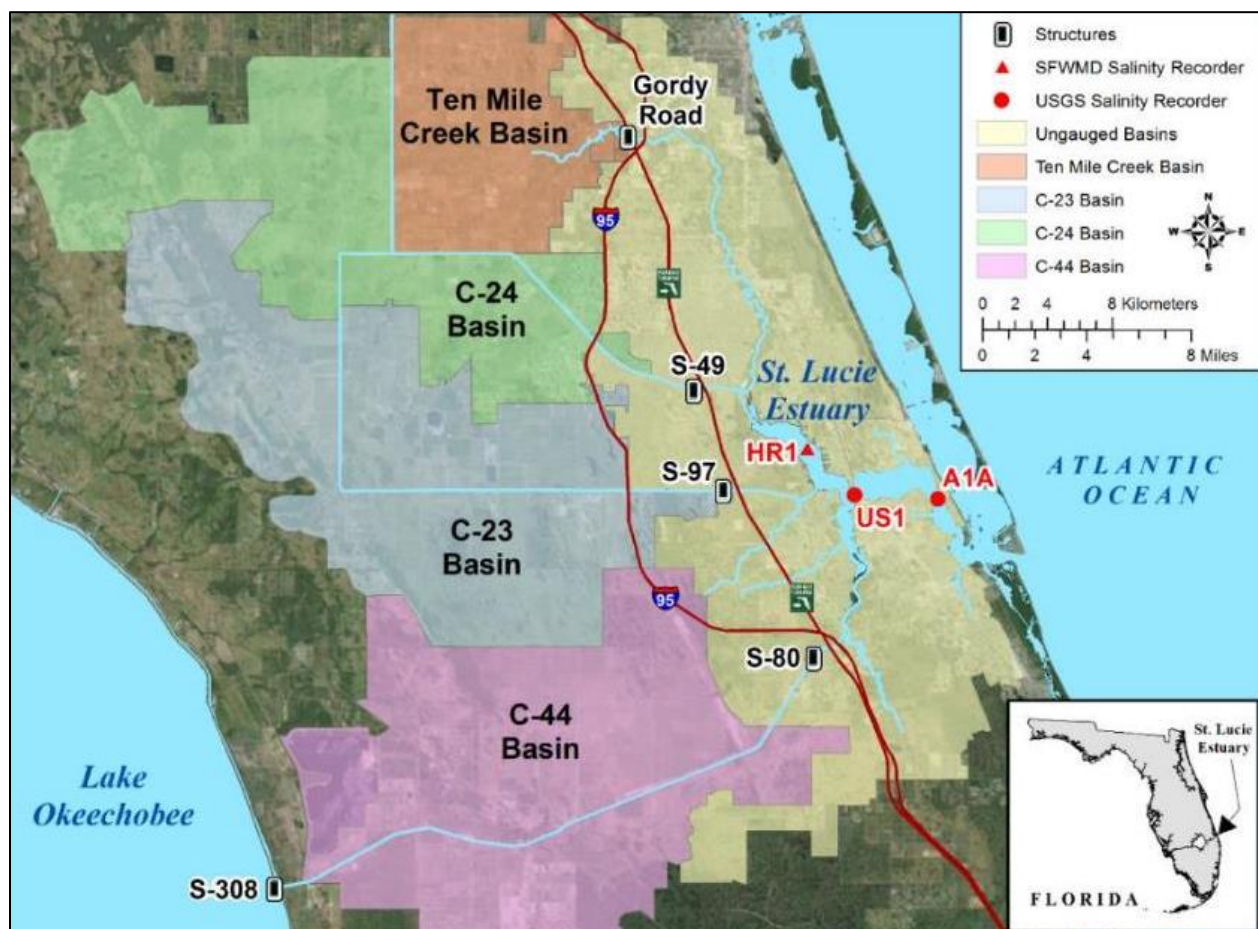 Structures
SFWMD Salinity Recorder
USGS Salinity Recorder
Ungauged Basins
Ten Mile Creek Basin
C-23 Basin
C-24 Basin
C-44 Basin
N
W E
S
0 2 4 8 Kilometers
0 2 4 8 Miles
Ten Mile
Creek Basin
Gordy
Road
95
C-24
Basin
S-49
St. Lucie
Estuary
HR1
S-97
A1A
US1
ATLANTIC
OCEAN
C-23
Basin
95
S-80
C-44
Basin
Lake
Okeechobee
S-308
St. Lucie
Estuary
FLORIDA